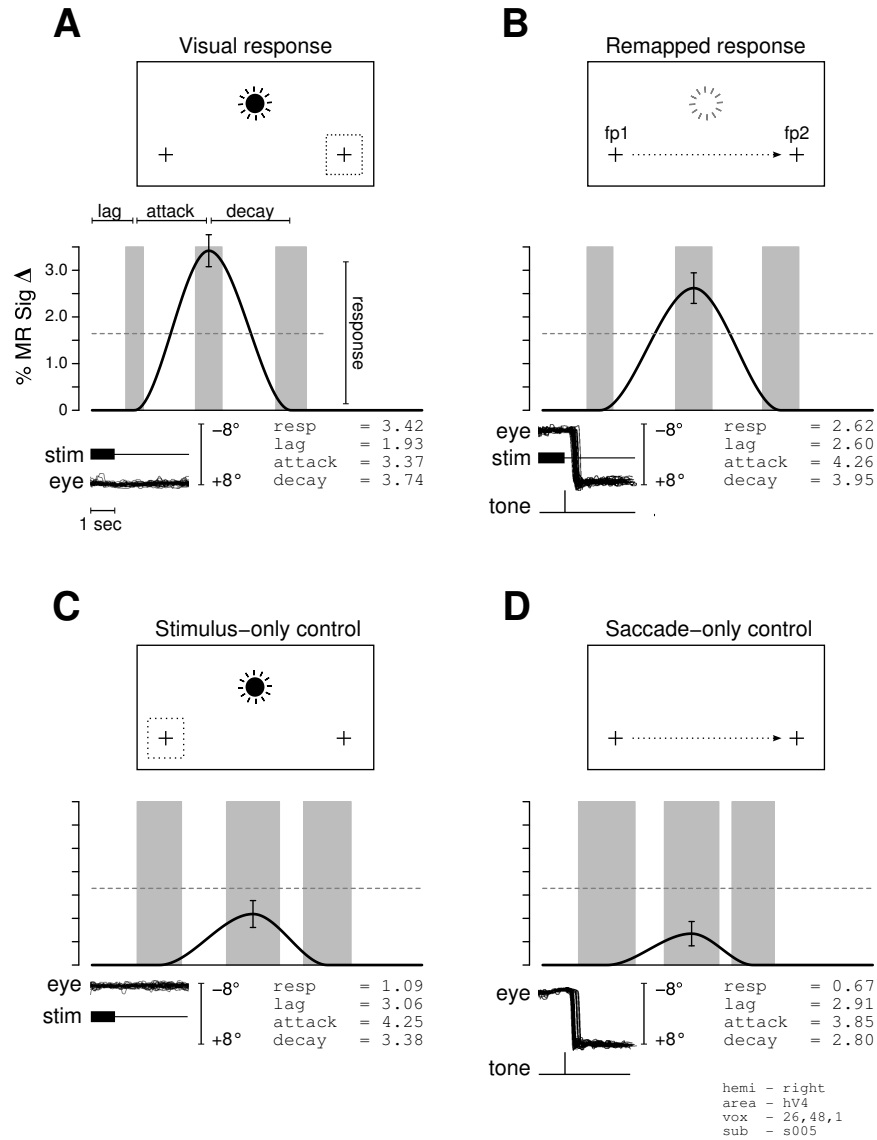 A
Visual response
lag attack decay
% MR Sig Δ
3.0
2.0
1.0
0
response
stim
eye
1 sec
−8°
+8°
resp = 3.42
lag = 1.93
attack = 3.37
decay = 3.74
B
Remapped response
fp1 fp2
eye
stim
tone
−8°
+8°
resp = 2.62
lag = 2.60
attack = 4.26
decay = 3.95
C
Stimulus−only control
eye
stim
−8°
+8°
resp = 1.09
lag = 3.06
attack = 4.25
decay = 3.38
D
Saccade−only control
eye
tone
−8°
+8°
resp = 0.67
lag = 2.91
attack = 3.85
decay = 2.80
hemi − right
area − hV4
vox − 26,48,1
sub − s005